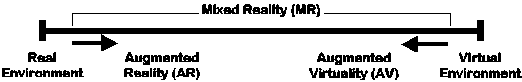 Mixed Reality (MR)
Real Environment
Augmented Reality (AR)
Augmented Virtuality (AV)
Virtual Environment